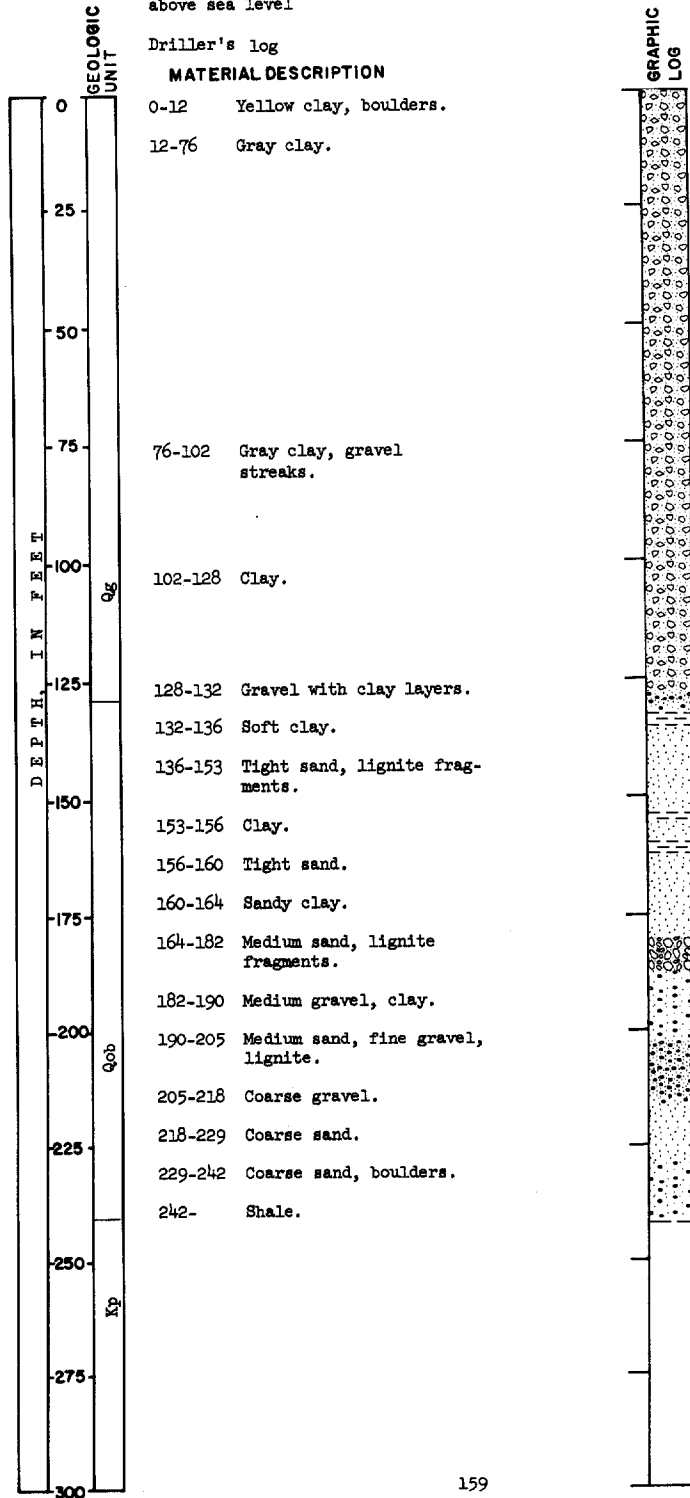 above sea level
Driller's log
GEOLOGIC UNIT
MATERIAL DESCRIPTION
GRAPHIC LOG
0
0-12 Yellow clay, boulders.
12-76 Gray clay.
25
50
75
76-102 Gray clay, gravel
streaks.
DEPTH, IN FEET
100
Qg
102-128 Clay.
125
128-132 Gravel with clay layers.
132-136 Soft clay.
136-153 Tight sand, lignite frag-
ments.
150
153-156 Clay.
156-160 Tight sand.
160-164 Sandy clay.
175
164-182 Medium sand, lignite
fragments.
182-190 Medium gravel, clay.
200
Qob
190-205 Medium sand, fine gravel,
lignite.
205-218 Coarse gravel.
218-229 Coarse sand.
225
229-242 Coarse sand, boulders.
242- Shale.
250
Kp
275
300
159